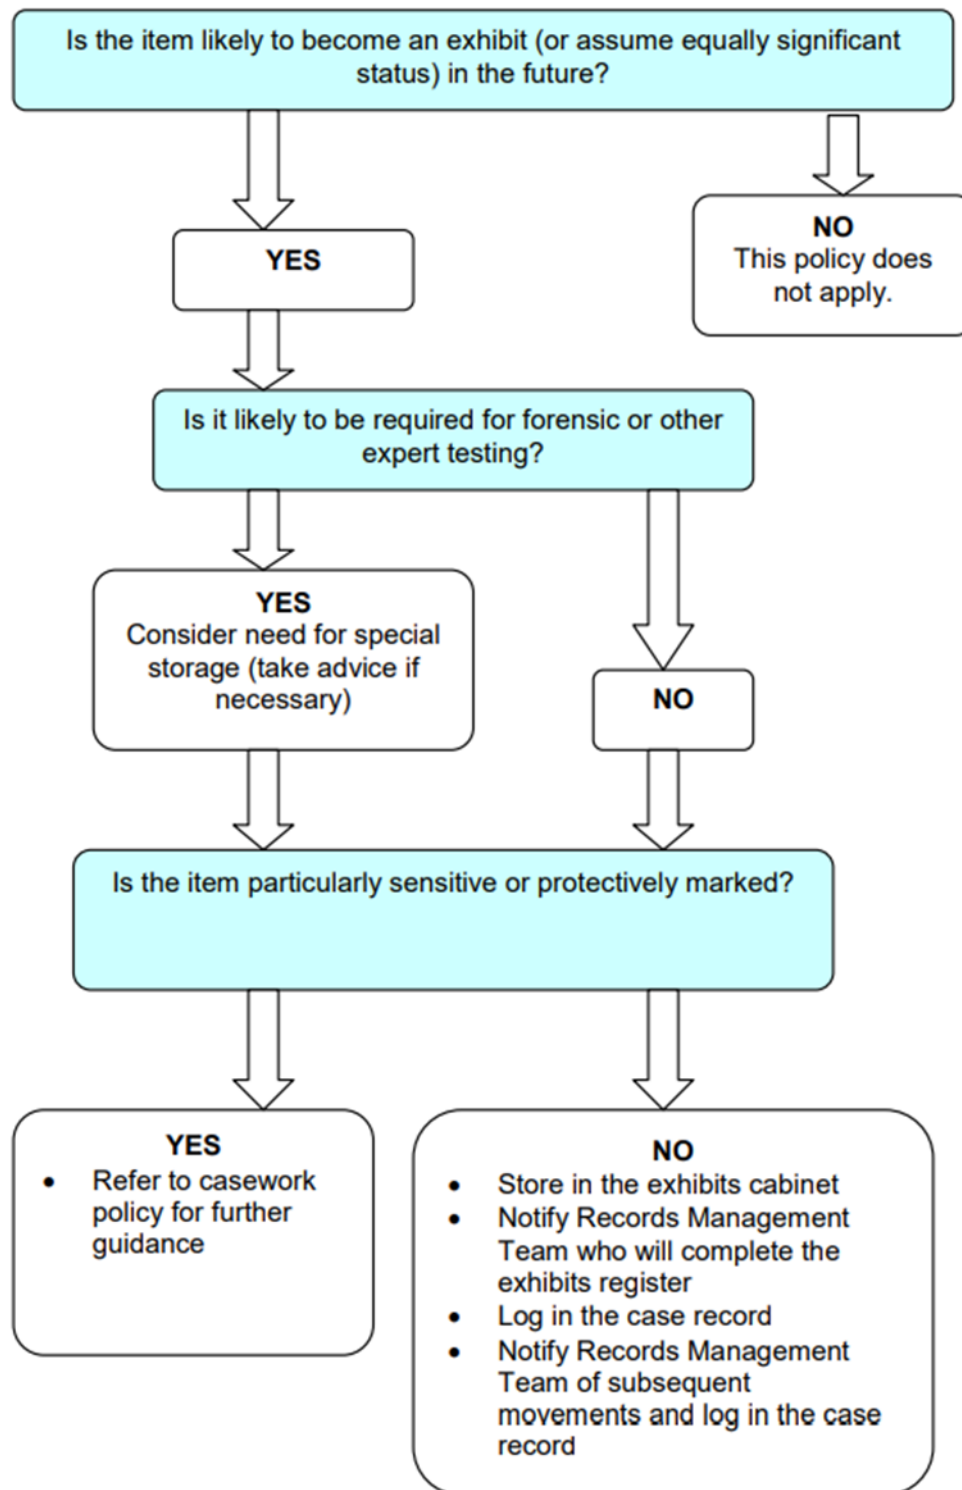 Is the item likely to become an exhibit (or assume equally significant
status) in the future?
YES
NO
This policy does
not apply.
Is it likely to be required for forensic or other
expert testing?
YES
Consider need for special
storage (take advice if
necessary)
NO
Is the item particularly sensitive or protectively marked?
YES
• Refer to casework
policy for further
guidance
NO
• Store in the exhibits cabinet
• Notify Records Management
Team who will complete the
exhibits register
• Log in the case record
• Notify Records Management
Team of subsequent
movements and log in the case
record